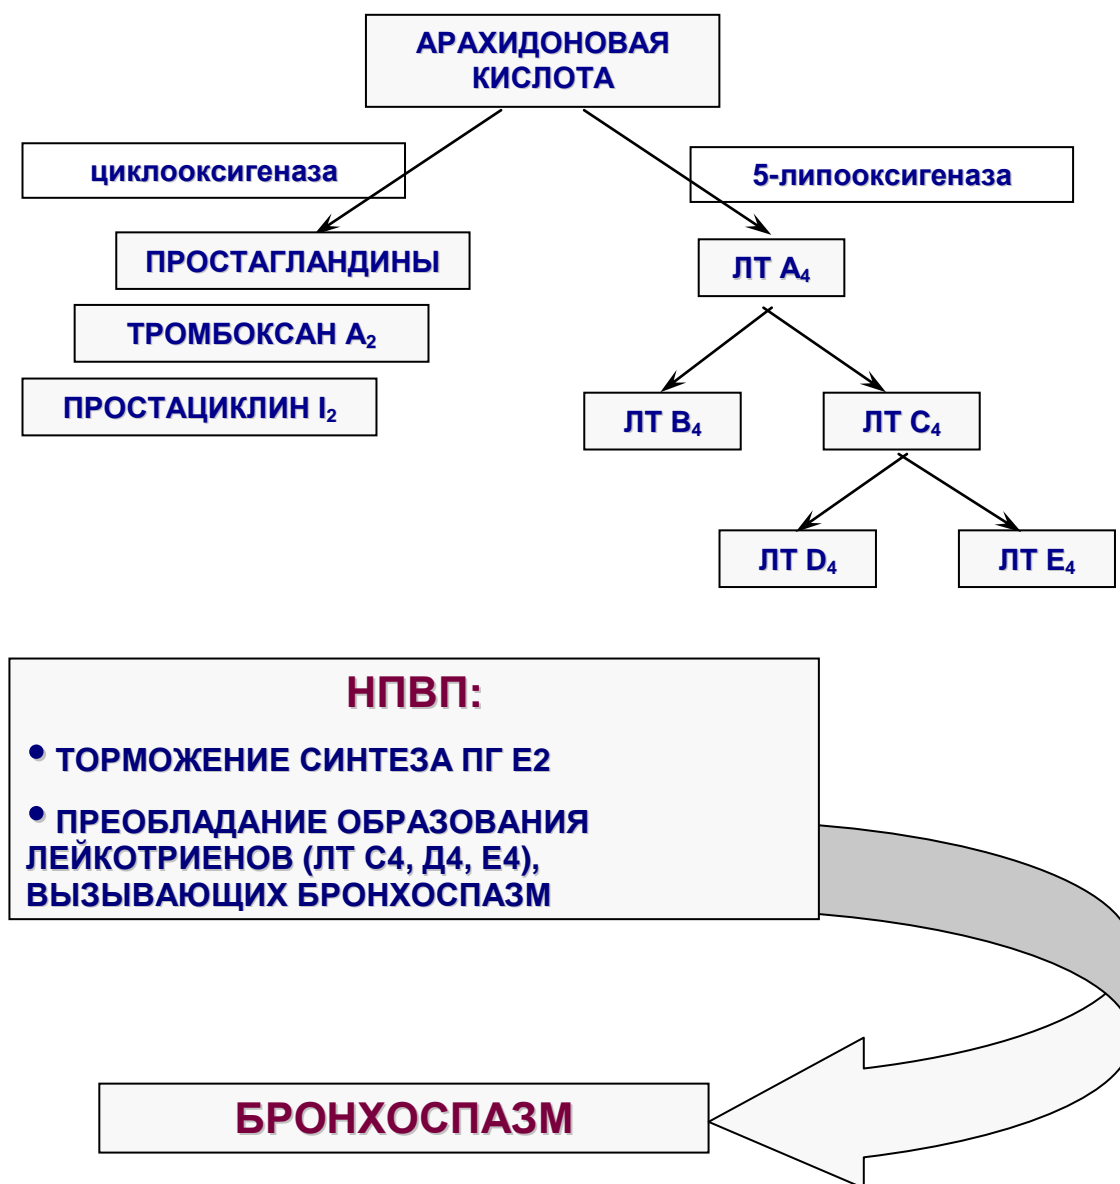 АРАХИДОНОВАЯ
КИСЛОТА
циклооксигеназа
5-липооксигеназа
ПРОСТАГЛАНДИНЫ
ЛТ A₄
ТРОМБОКСАН A₂
ПРОСТАЦИКЛИН I₂
ЛТ B₄
ЛТ C₄
ЛТ D₄
ЛТ E₄
НПВП:
• ТОРМОЖЕНИЕ СИНТЕЗА ПГ Е2
• ПРЕОБЛАДАНИЕ ОБРАЗОВАНИЯ
ЛЕЙКОТРИЕНОВ (ЛТ С4, Д4, Е4),
ВЫЗЫВАЮЩИХ БРОНХОСПАЗМ
БРОНХОСПАЗМ